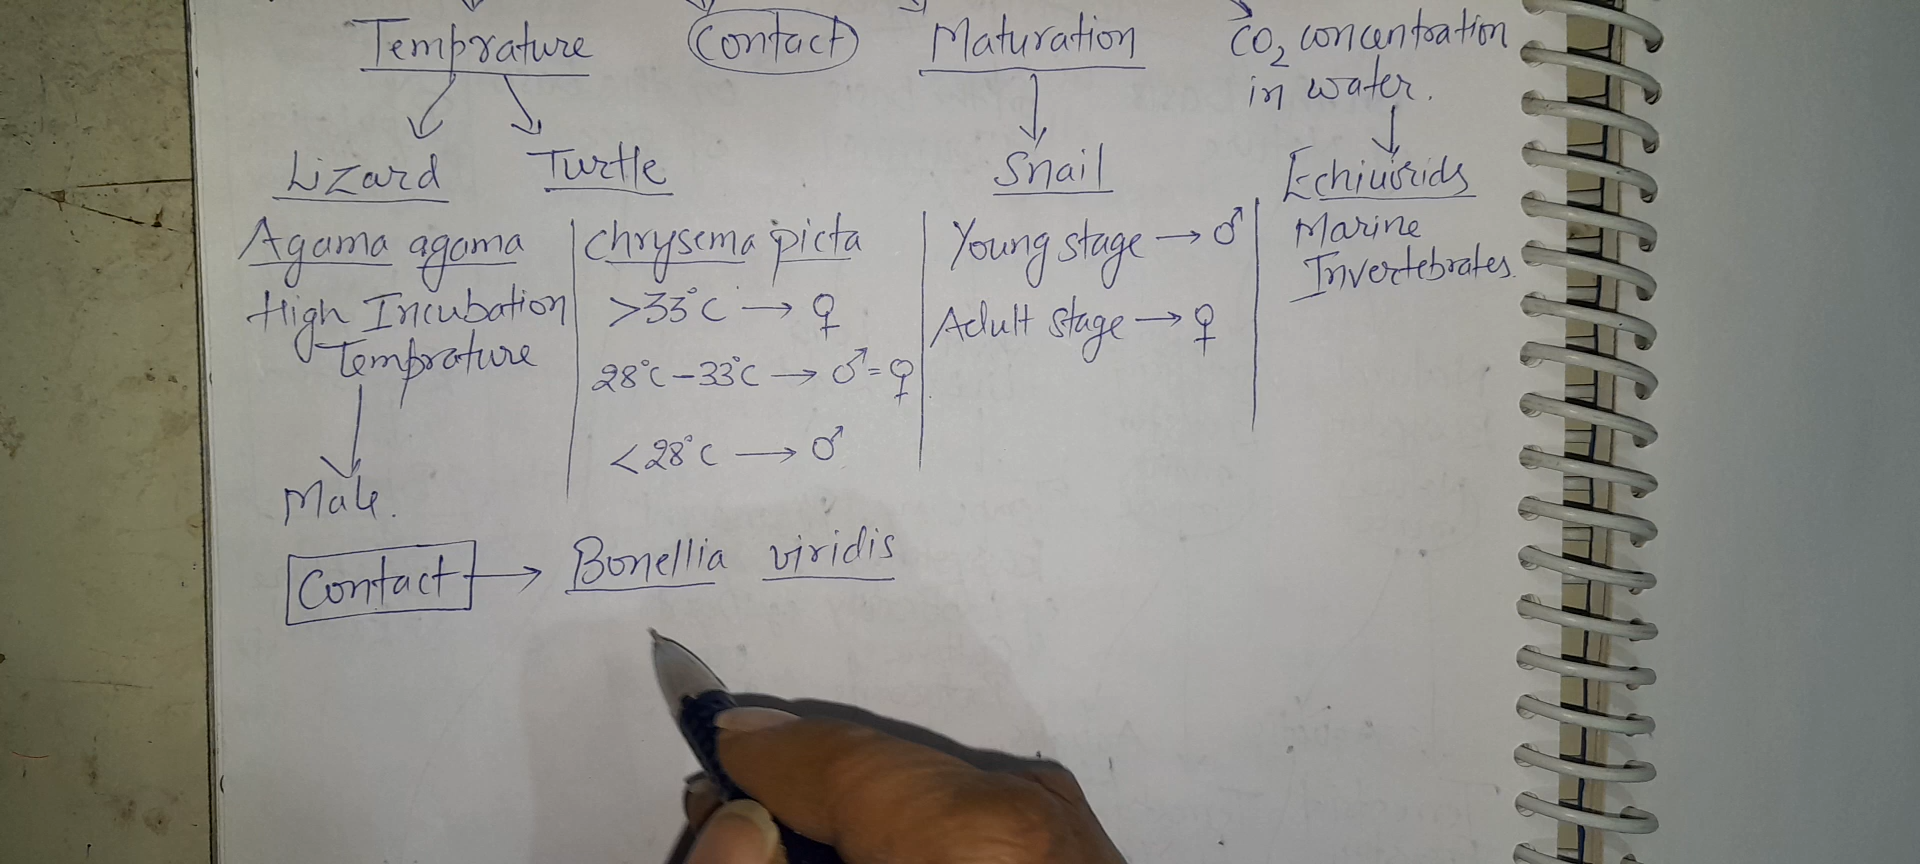 Temprature
Contact
Maturation
CO₂ concentration
in water.
Lizard
Turtle
Snail
Echiuirids
Agama agama
High Incubation
Temprature
Male.
Chrysema picta
>33°C → ♀
28°C-33°C → ♂=♀
<28°C → ♂
Young stage → ♂
Adult stage → ♀
Marine
Invertebrates.
Contact → Bonellia viridis